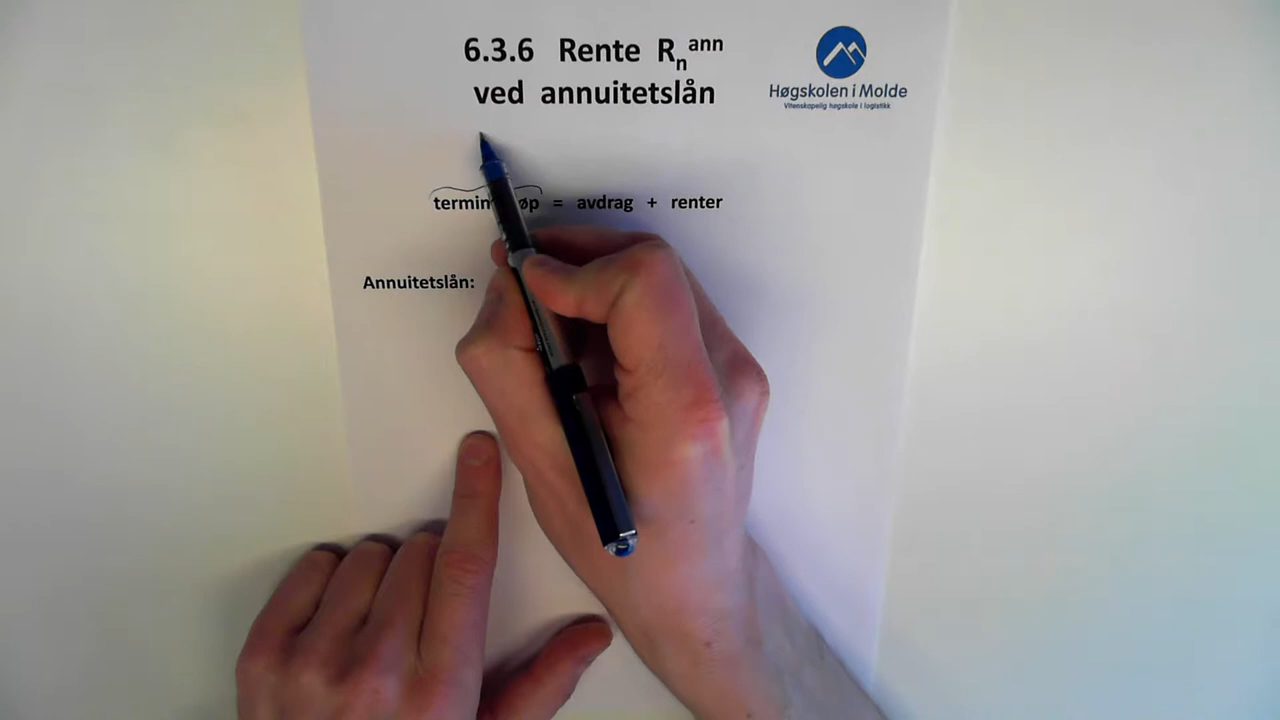 6.3.6 Rente Rₙᵃⁿⁿ
ved annuitetslån
Høgskolen i Molde
Vitenskapelig høgskole i logistikk
= avdrag + renter
Annuitetslån: